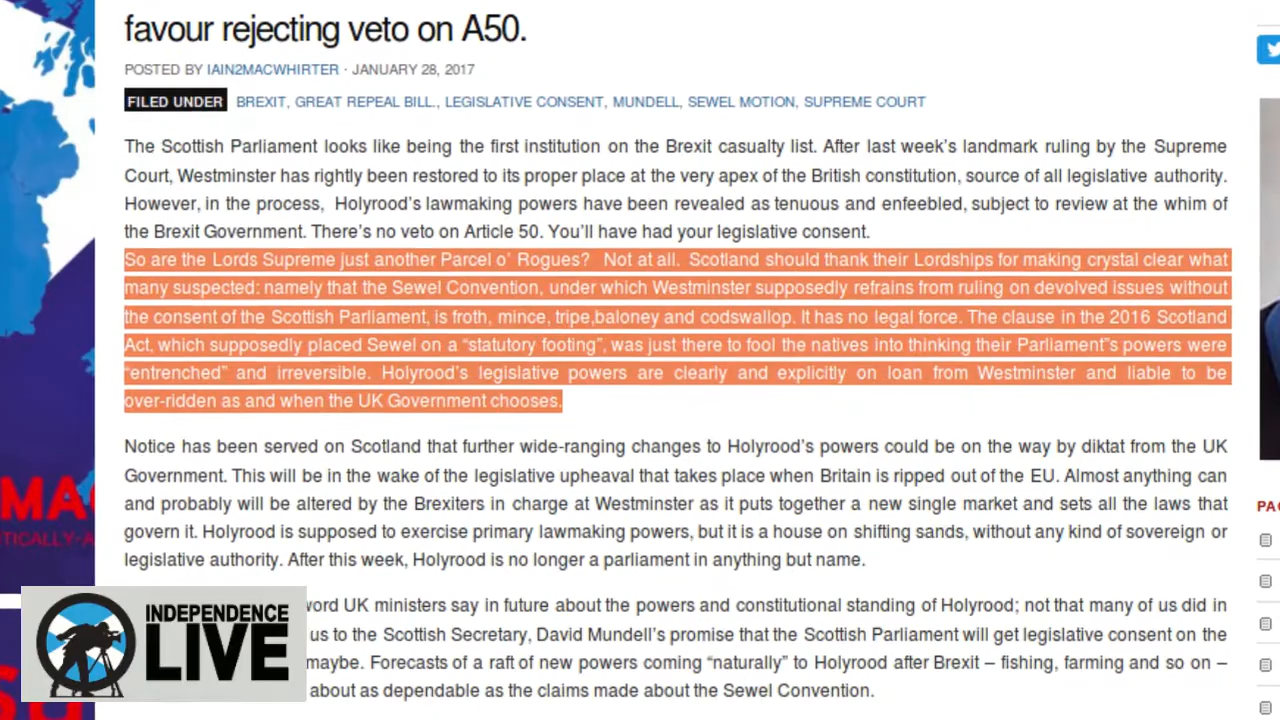 favour rejecting veto on A50.
POSTED BY IAIN2MACWHIRTER · JANUARY 28, 2017
FILED UNDER BREXIT, GREAT REPEAL BILL., LEGISLATIVE CONSENT, MUNDELL, SEWEL MOTION, SUPREME COURT
The Scottish Parliament looks like being the first institution on the Brexit casualty list. After last week's landmark ruling by the Supreme
Court, Westminster has rightly been restored to its proper place at the very apex of the British constitution, source of all legislative authority.
However, in the process, Holyrood's lawmaking powers have been revealed as tenuous and enfeebled, subject to review at the whim of
the Brexit Government. There's no veto on Article 50. You'll have had your legislative consent.
So are the Lords Supreme just another Parcel o' Rogues? Not at all. Scotland should thank their Lordships for making crystal clear what
many suspected: namely that the Sewel Convention, under which Westminster supposedly refrains from ruling on devolved issues without
the consent of the Scottish Parliament, is froth, mince, tripe,baloney and codswallop. It has no legal force. The clause in the 2016 Scotland
Act, which supposedly placed Sewel on a “statutory footing”, was just there to fool the natives into thinking their Parliament”s powers were
“entrenched” and irreversible. Holyrood's legislative powers are clearly and explicitly on loan from Westminster and liable to be
over-ridden as and when the UK Government chooses.
Notice has been served on Scotland that further wide-ranging changes to Holyrood's powers could be on the way by diktat from the UK
Government. This will be in the wake of the legislative upheaval that takes place when Britain is ripped out of the EU. Almost anything can
and probably will be altered by the Brexiters in charge at Westminster as it puts together a new single market and sets all the laws that
govern it. Holyrood is supposed to exercise primary lawmaking powers, but it is a house on shifting sands, without any kind of sovereign or
legislative authority. After this week, Holyrood is no longer a parliament in anything but name.
word UK ministers say in future about the powers and constitutional standing of Holyrood; not that many of us did in
us to the Scottish Secretary, David Mundell's promise that the Scottish Parliament will get legislative consent on the
maybe. Forecasts of a raft of new powers coming “naturally” to Holyrood after Brexit – fishing, farming and so on –
about as dependable as the claims made about the Sewel Convention.
INDEPENDENCE
LIVE